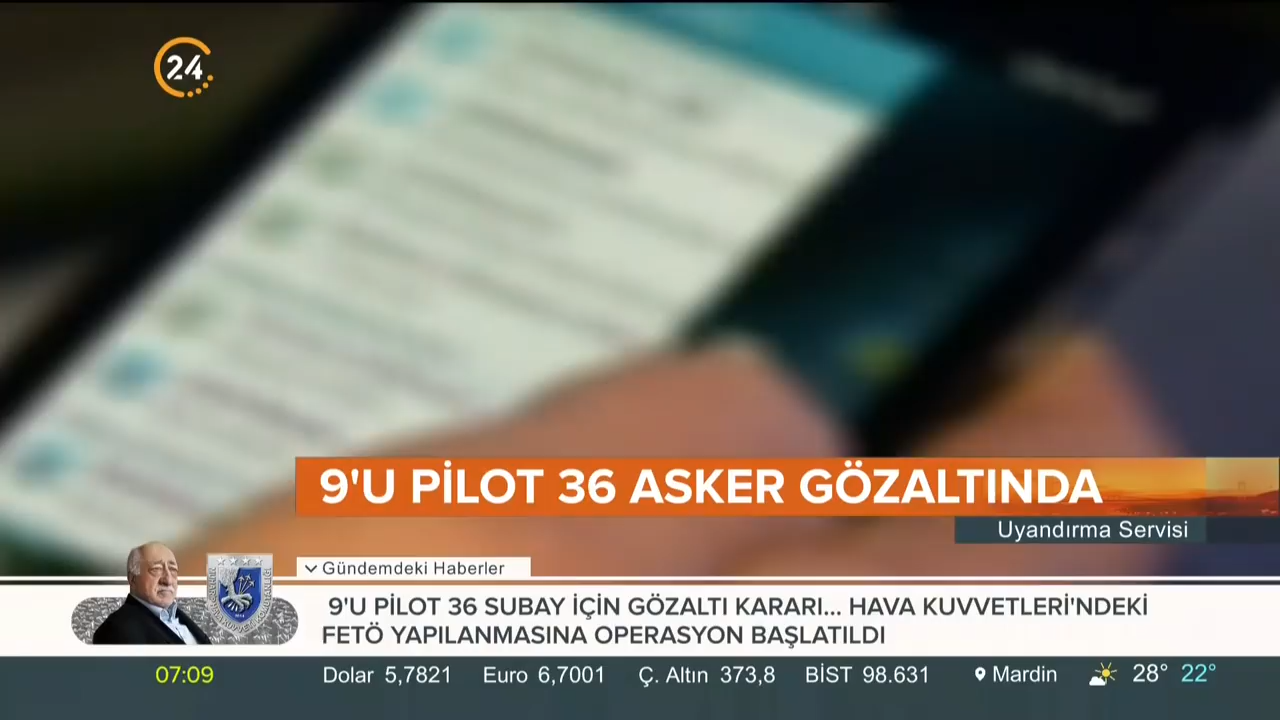 24
9'U PİLOT 36 ASKER GÖZALTINDA
Uyandırma Servisi
Gündemdeki Haberler
9'U PİLOT 36 SUBAY İÇİN GÖZALTI KARARI... HAVA KUVVETLERİ'NDEKİ
FETÖ YAPILANMASINA OPERASYON BAŞLATILDI
07:09 Dolar 5,7821 Euro 6,7001 Ç. Altın 373,8 BİST 98.631 Mardin 28° 22°